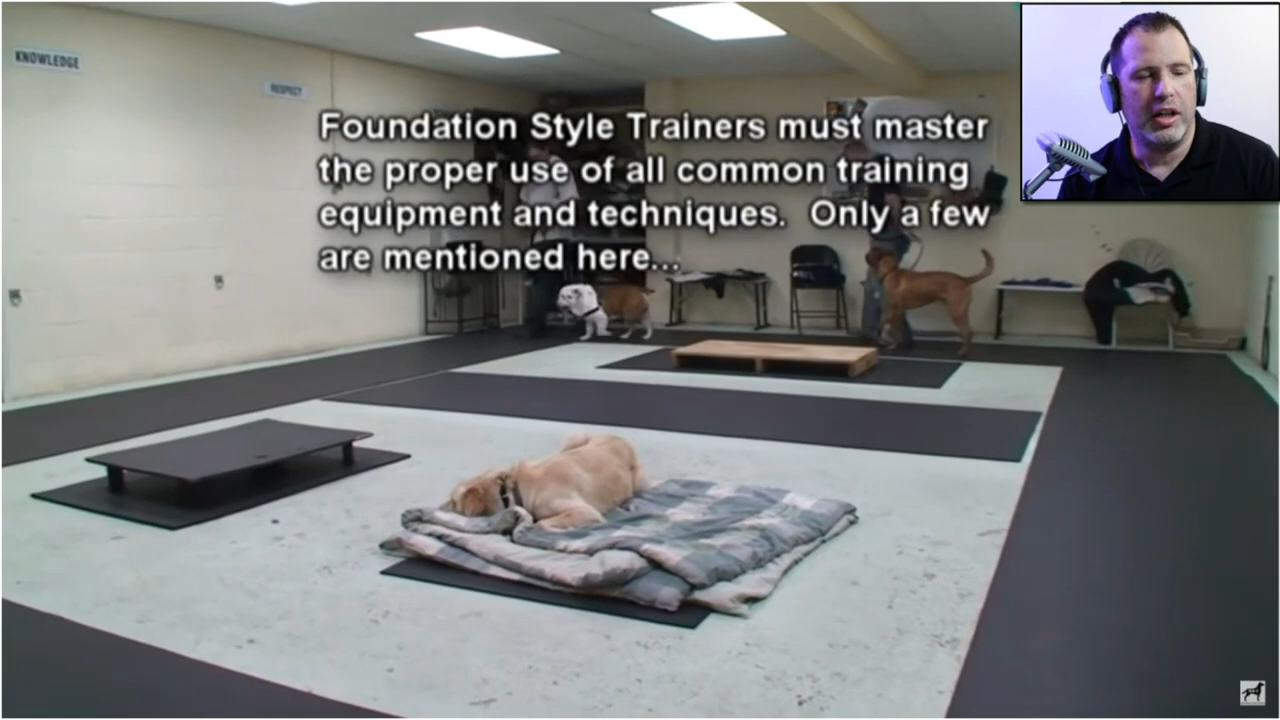 KNOWLEDGE
RESPECT
Foundation Style Trainers must master
the proper use of all common training
equipment and techniques.  Only a few
are mentioned here...